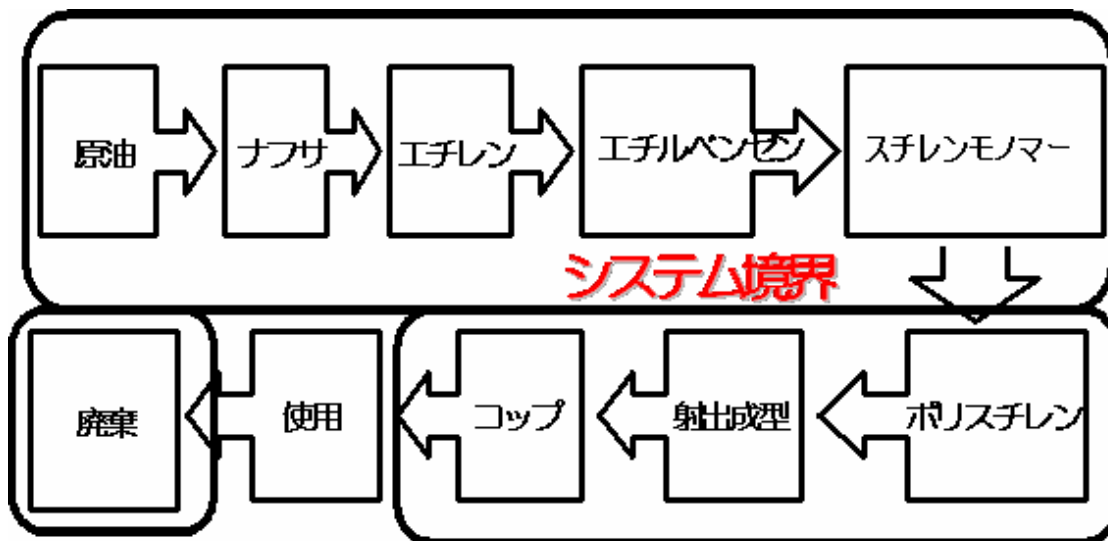 原油
ナフサ
エチレン
エチルベンゼン
スチレンモノマー
システム境界
廃棄
使用
コップ
射出成型
ポリスチレン